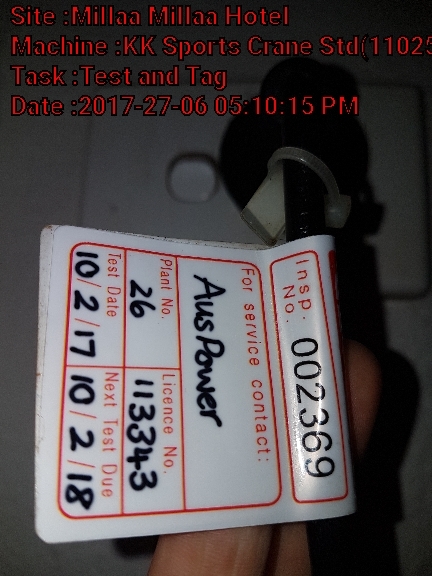 Site :Millaa Millaa Hotel
Machine :KK Sports Crane Std(11025
Task :Test and Tag
Date :2017-27-06 05:10:15 PM
Insp. No. 002369
For service contact:
AusPower
Plant No. Licence No.
26 113343
Test Date Next Test Due
10/2/17 10/2/18